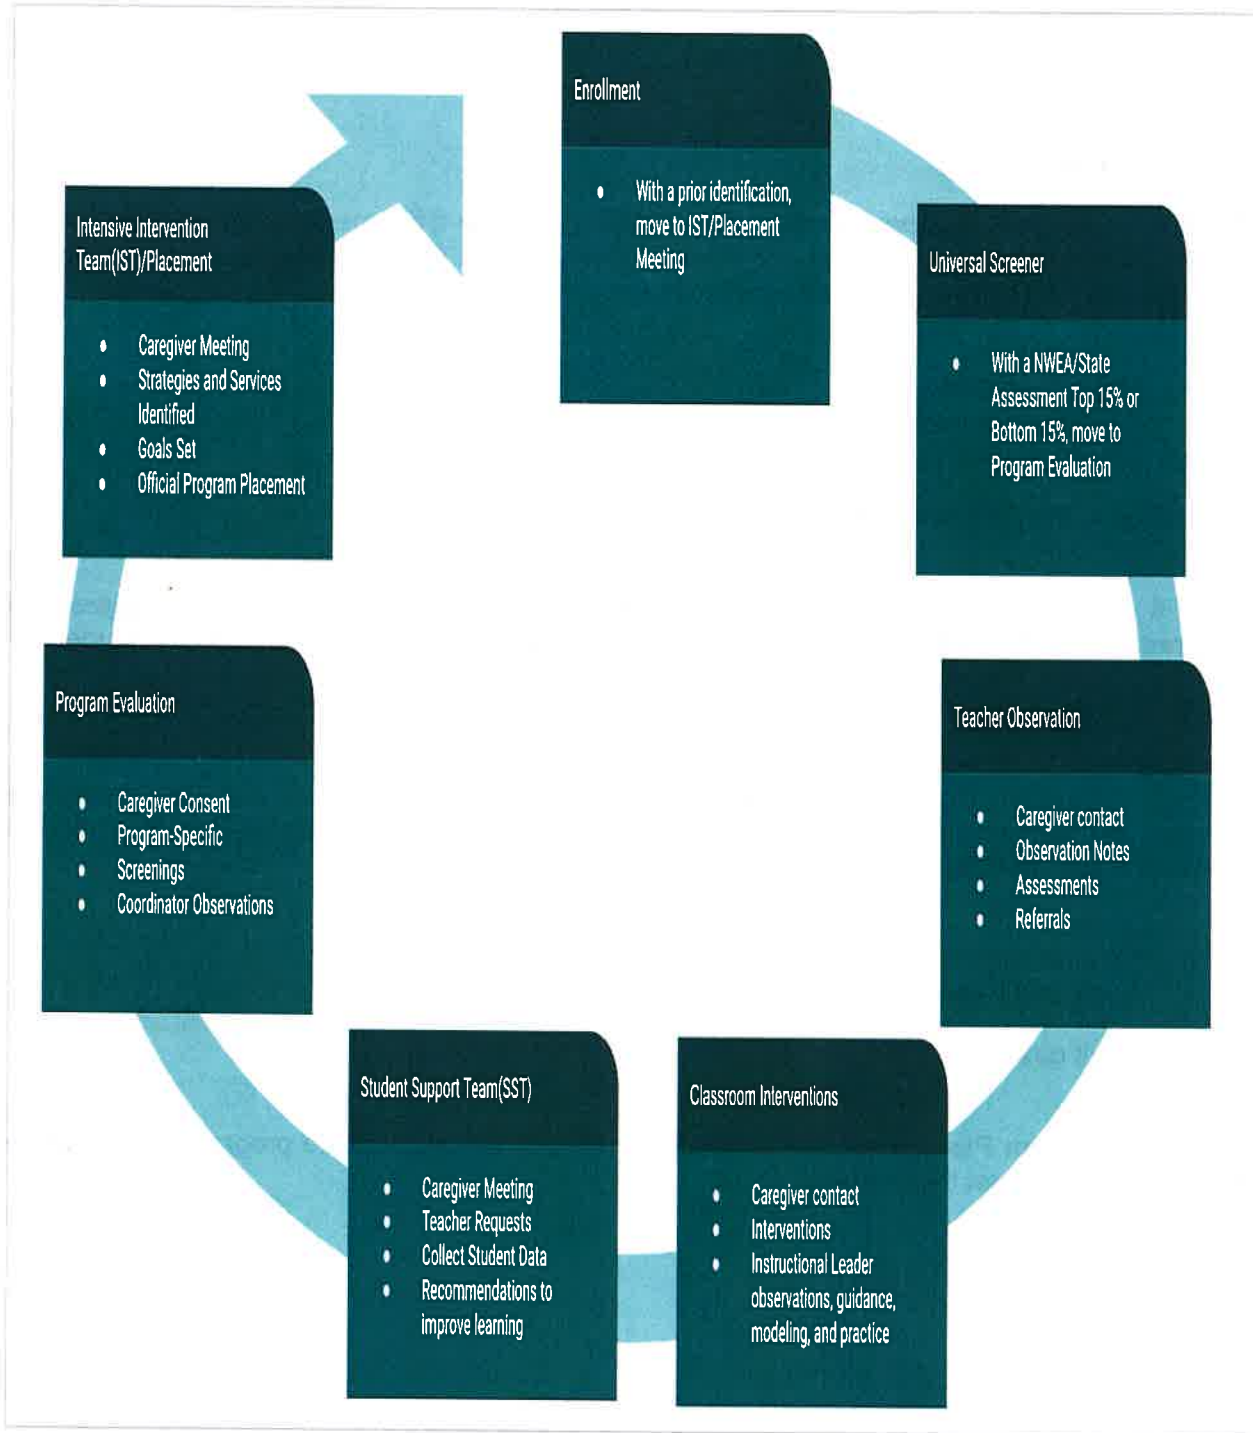 Enrollment
• With a prior identification,
move to IST/Placement
Meeting
Universal Screener
• With a NWEA/State
Assessment Top 15% or
Bottom 15%, move to
Program Evaluation
Teacher Observation
• Caregiver contact
• Observation Notes
• Assessments
• Referrals
Classroom Interventions
• Caregiver contact
• Interventions
• Instructional Leader
observations, guidance,
modeling, and practice
Student Support Team(SST)
• Caregiver Meeting
• Teacher Requests
• Collect Student Data
• Recommendations to
improve learning
Program Evaluation
• Caregiver Consent
• Program-Specific
• Screenings
• Coordinator Observations
Intensive Intervention
Team(IST)/Placement
• Caregiver Meeting
• Strategies and Services
Identified
• Goals Set
• Official Program Placement